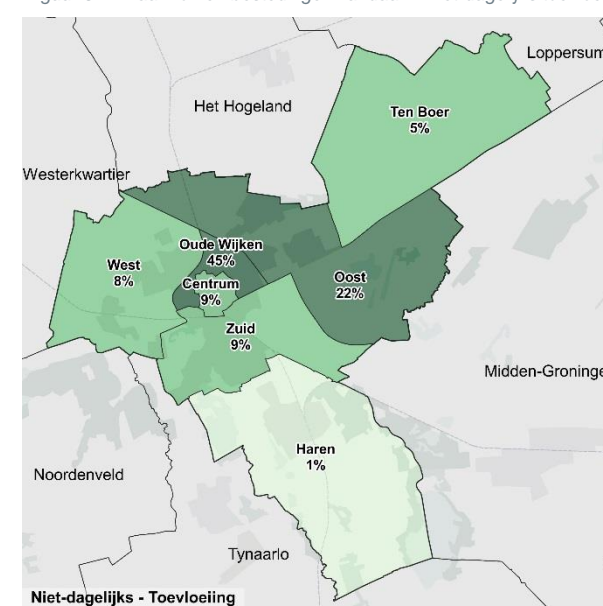 Loppersum
Het Hogeland
Ten Boer
5%
Westerkwartier
Oude Wijken
45%
West
8%
Centrum
9%
Oost
22%
Zuid
9%
Midden-Groninge
Haren
1%
Noordenveld
Tynaarlo
Niet-dagelijks - Toevloeiing